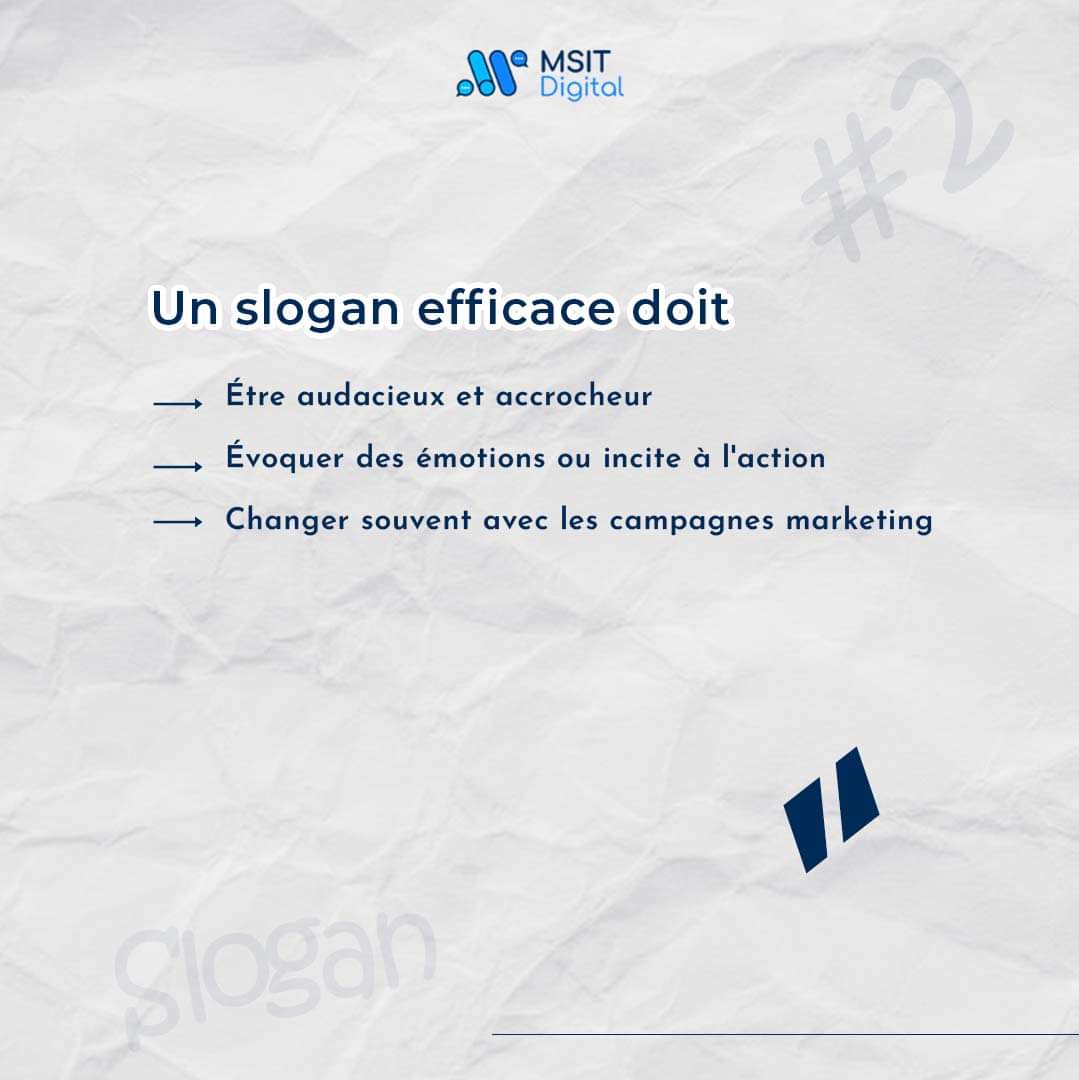 MSIT
Digital
#2
Un slogan efficace doit
Étre audacieux et accrocheur
Évoquer des émotions ou incite à l'action
Changer souvent avec les campagnes marketing
Slogan